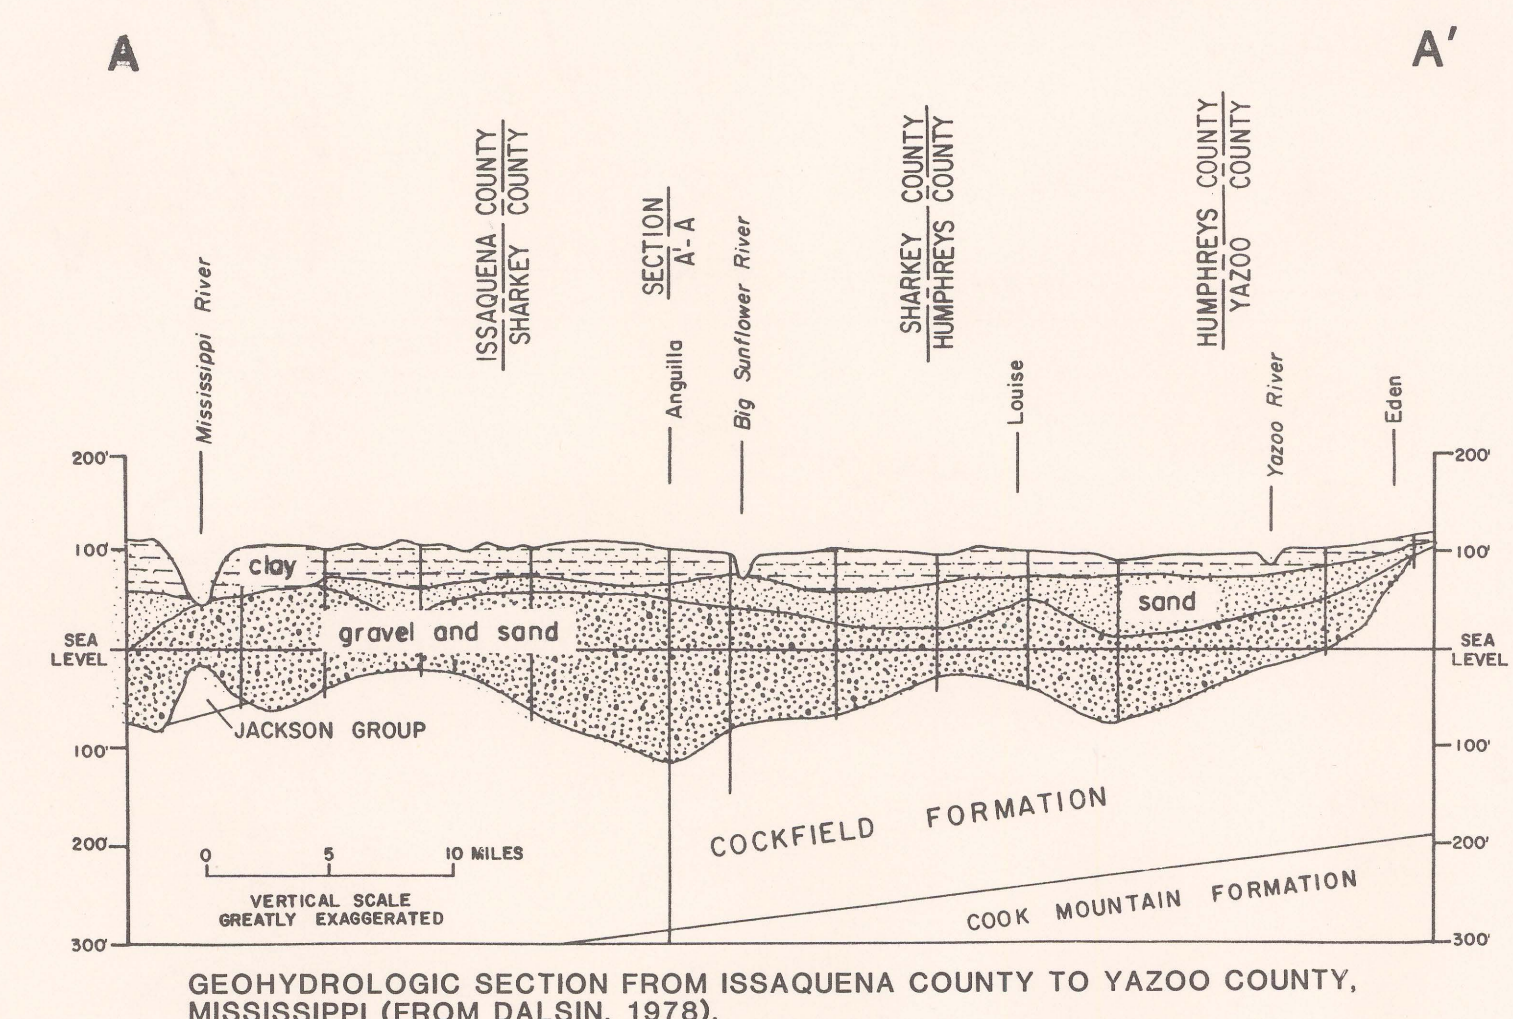 A
A'
ISSAQUENA COUNTY
SHARKEY COUNTY
SECTION
A'-A
SHARKEY COUNTY
HUMPHREYS COUNTY
HUMPHREYS COUNTY
YAZOO COUNTY
Mississippi River
Anguilla
Big Sunflower River
Louise
Yazoo River
Eden
200'
200'
100'
100'
clay
sand
gravel and sand
SEA
LEVEL
SEA
LEVEL
JACKSON GROUP
100'
100'
COCKFIELD FORMATION
200'
200'
0 5 10 MILES
VERTICAL SCALE
GREATLY EXAGGERATED
COOK MOUNTAIN FORMATION
300'
300'
GEOHYDROLOGIC SECTION FROM ISSAQUENA COUNTY TO YAZOO COUNTY,
MISSISSIPPI (FROM DALSIN, 1978).